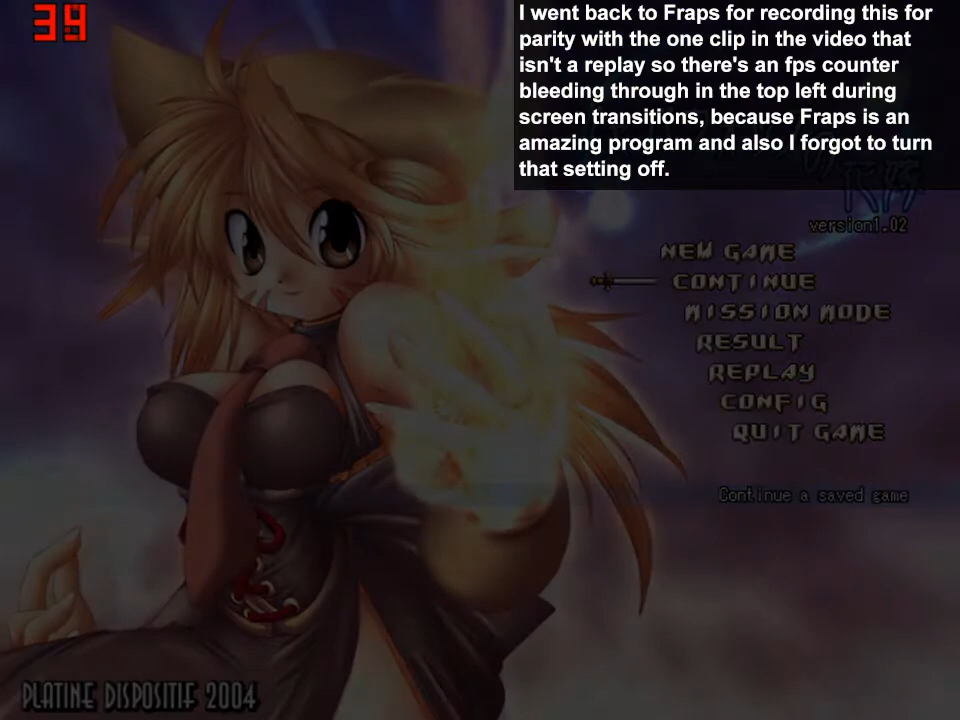 34
I went back to Fraps for recording this for
parity with the one clip in the video that
isn't a replay so there's an fps counter
bleeding through in the top left during
screen transitions, because Fraps is an
amazing program and also I forgot to turn
that setting off.
version1.02
NEW GAME
CONTINUE
MISSION MODE
RESULT
REPLAY
CONFIG
QUIT GAME
Continue a saved game
PLATINE DISPOSITIF 2004